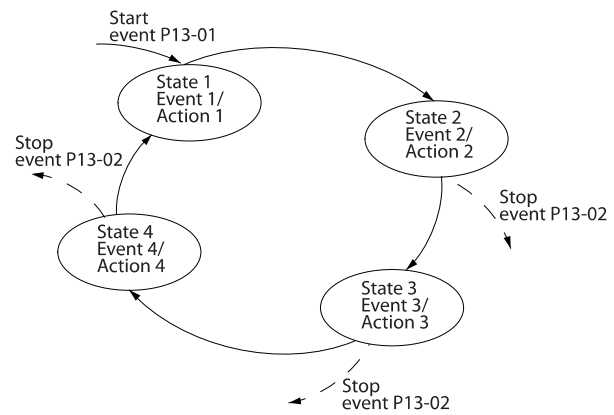 Start
event P13-01
State 1
Event 1/
Action 1
State 2
Event 2/
Action 2
Stop
event P13-02
Stop
event P13-02
State 4
Event 4/
Action 4
State 3
Event 3/
Action 3
Stop
event P13-02